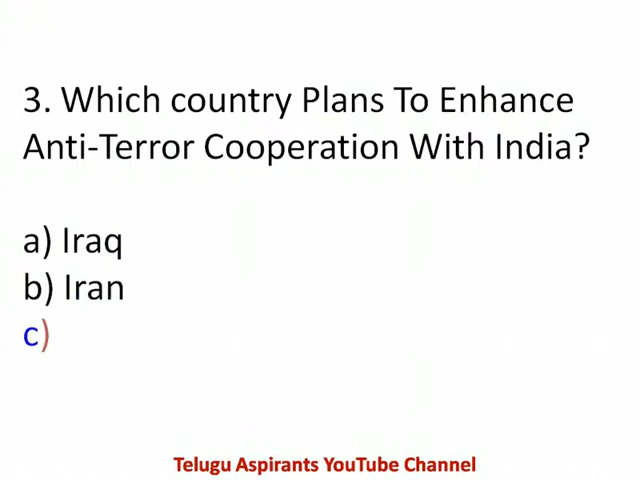 3. Which country Plans To Enhance
Anti-Terror Cooperation With India?
a) Iraq
b) Iran
c)
Telugu Aspirants YouTube Channel